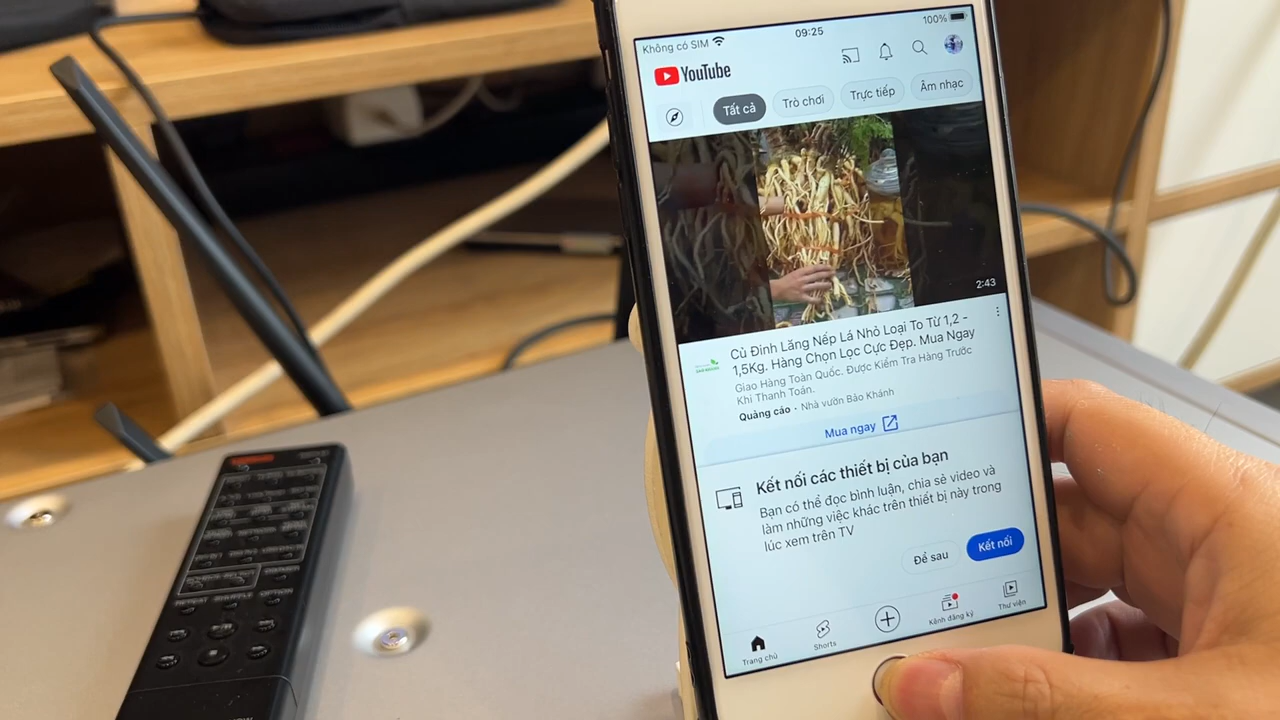 Không có SIM
09:25
100%
YouTube
Tất cả
Trò chơi
Trực tiếp
Âm nhạc
2:43
Củ Đinh Lăng Nếp Lá Nhỏ Loại To Từ 1,2 -
1,5Kg. Hàng Chọn Lọc Cực Đẹp. Mua Ngay
Giao Hàng Toàn Quốc. Được Kiểm Tra Hàng Trước
Khi Thanh Toán.
Quảng cáo · Nhà vườn Bảo Khánh
Mua ngay
Kết nối các thiết bị của bạn
Bạn có thể đọc bình luận, chia sẻ video và
làm những việc khác trên thiết bị này trong
lúc xem trên TV
Để sau
Kết nối
Trang chủ
Shorts
Kênh đăng ký
Thư viện